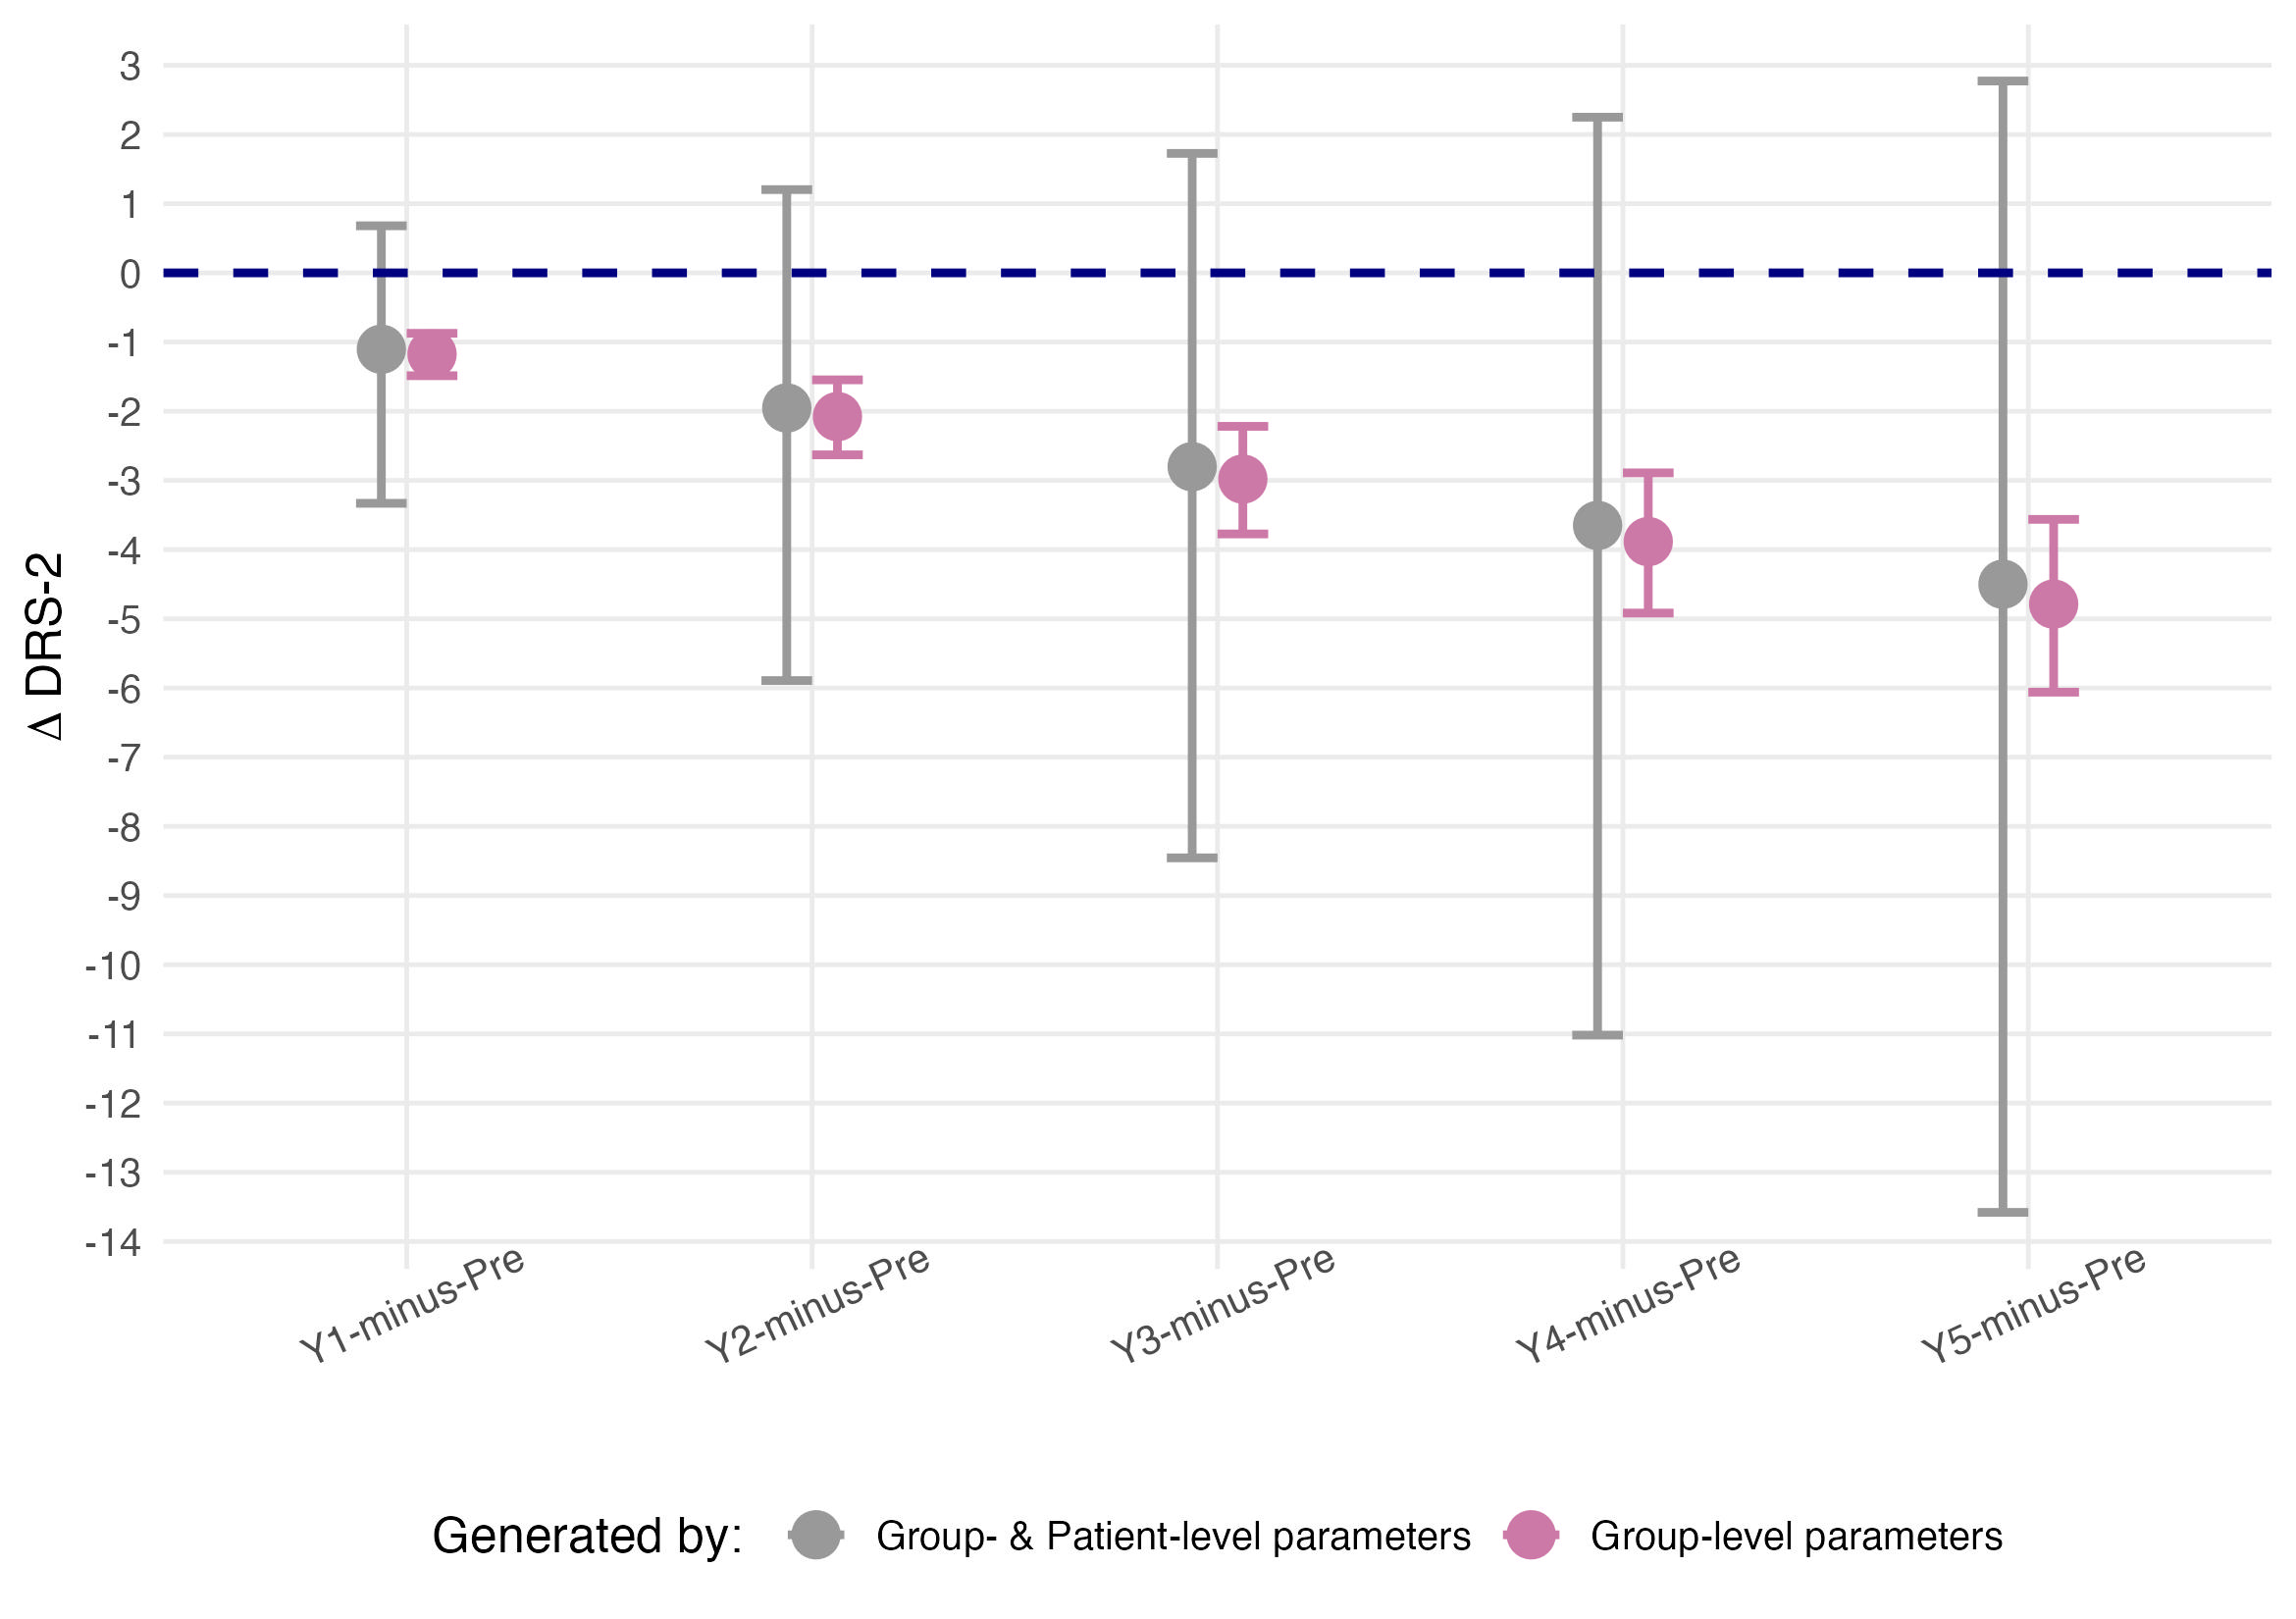 3
2
1
0
-1
-2
-3
-4
-5
-6
-7
-8
-9
-10
-11
-12
-13
-14
Δ DRS-2
Y1-minus-Pre
Y2-minus-Pre
Y3-minus-Pre
Y4-minus-Pre
Y5-minus-Pre
Generated by: Group- & Patient-level parameters Group-level parameters